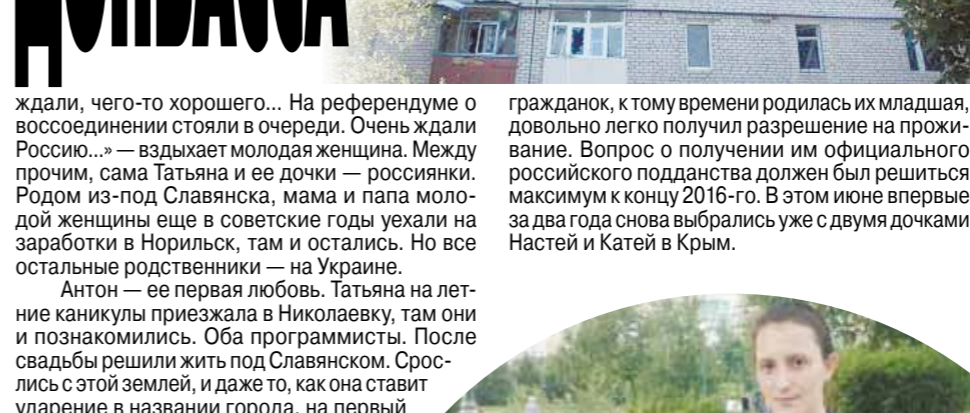 ДОНБАССА
ждали, чего-то хорошего... На референдуме о
воссоединении стояли в очереди. Очень ждали
Россию...» — вздыхает молодая женщина. Между
прочим, сама Татьяна и ее дочки — россиянки.
Родом из-под Славянска, мама и папа моло-
дой женщины еще в советские годы уехали на
заработки в Норильск, там и остались. Но все
остальные родственники — на Украине.
Антон — ее первая любовь. Татьяна на лет-
ние каникулы приезжала в Николаевку, там они
и познакомились. Оба программисты. После
свадьбы решили жить под Славянском. Срос-
лись с этой землей, и даже то, как она ставит
ударение в названии города, на первый
гражданок, к тому времени родилась их младшая,
довольно легко получил разрешение на прожи-
вание. Вопрос о получении им официального
российского подданства должен был решиться
максимум к концу 2016-го. В этом июне впервые
за два года снова выбрались уже с двумя дочками
Настей и Катей в Крым.